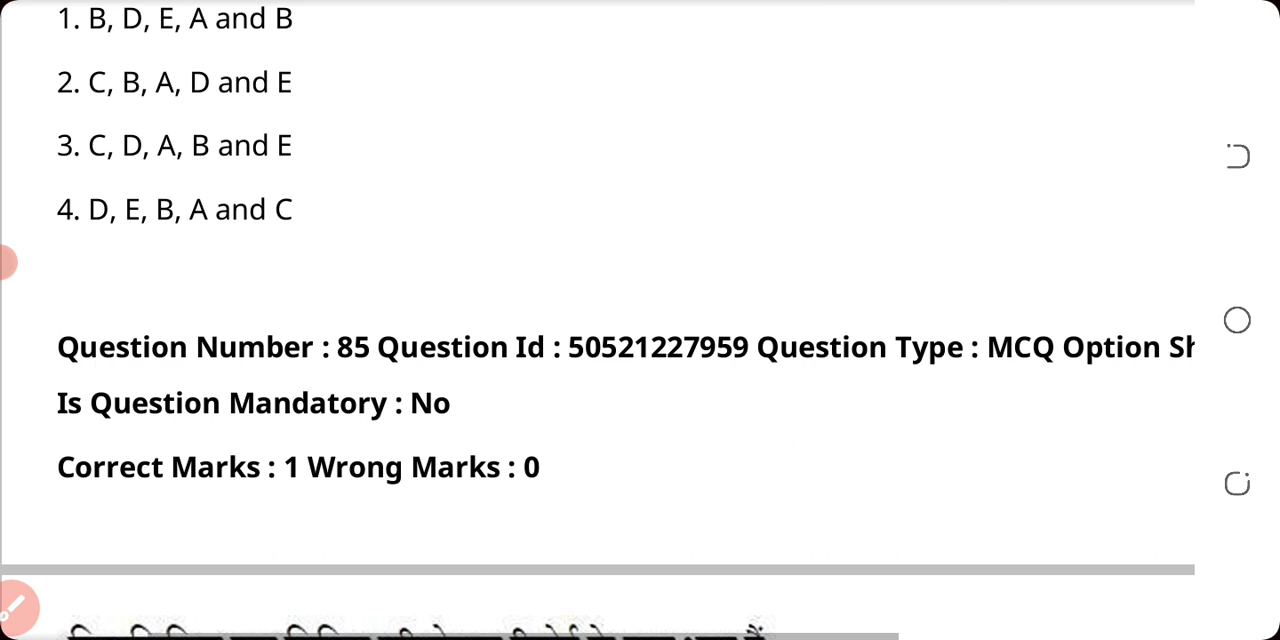 1. B, D, E, A and B
2. C, B, A, D and E
3. C, D, A, B and E
4. D, E, B, A and C
Question Number : 85 Question Id : 50521227959 Question Type : MCQ Option
Is Question Mandatory : No
Correct Marks : 1 Wrong Marks : 0